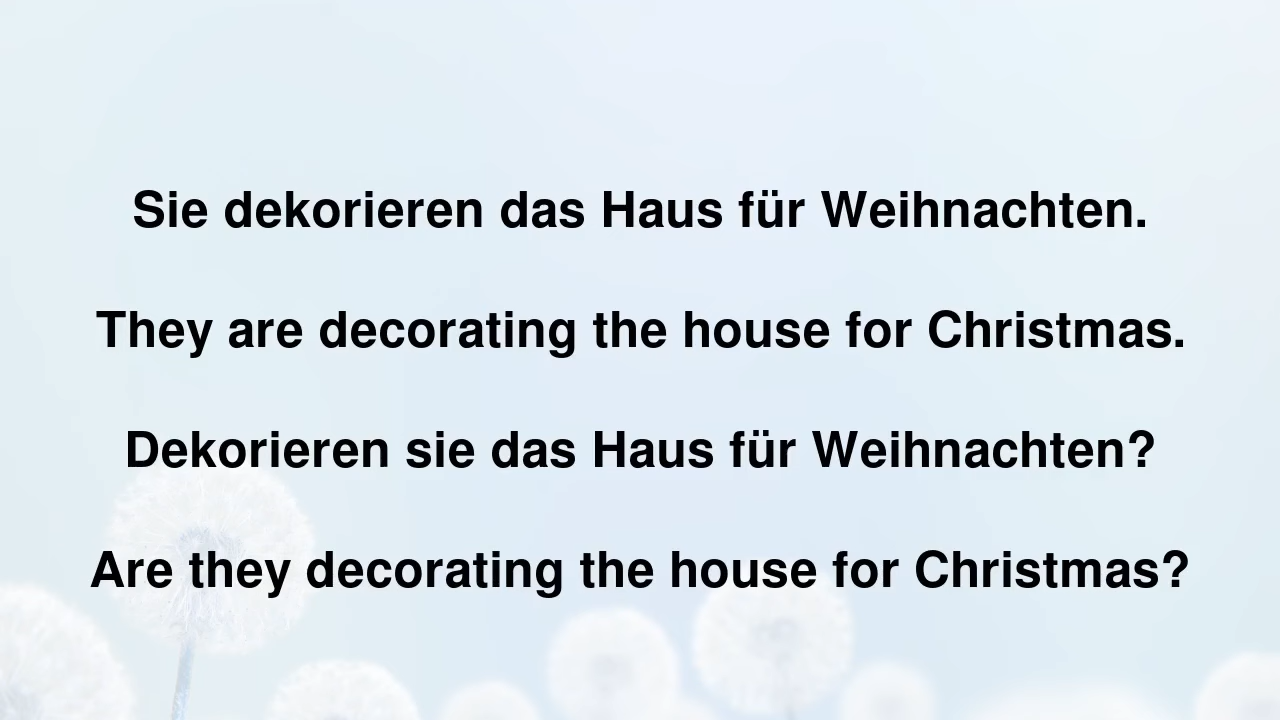 Sie dekorieren das Haus für Weihnachten.
They are decorating the house for Christmas.
Dekorieren sie das Haus für Weihnachten?
Are they decorating the house for Christmas?